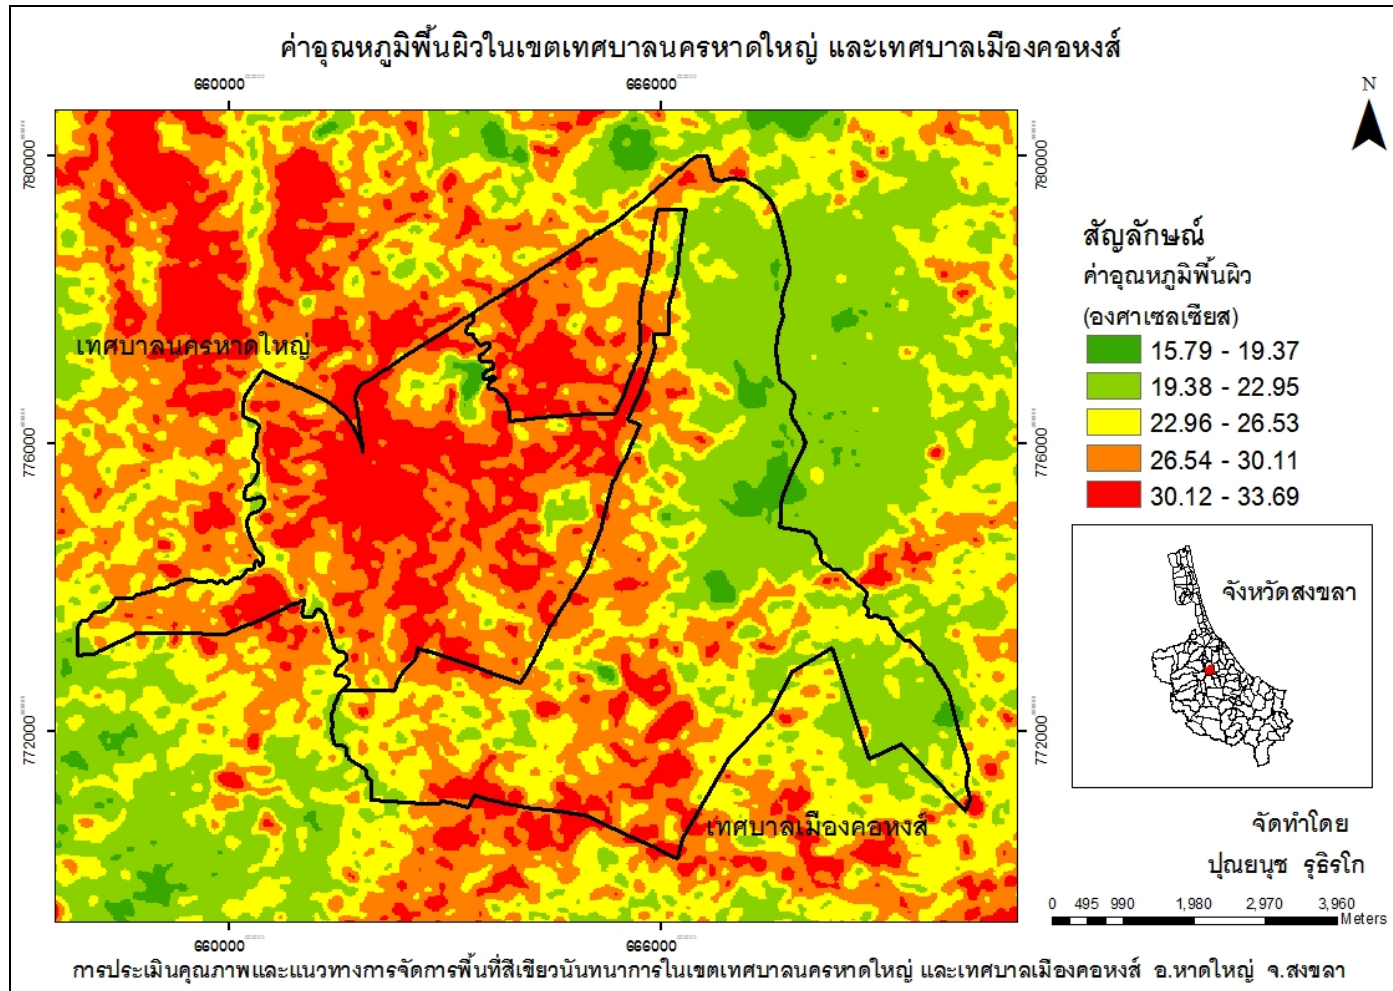 ค่าอุณหภูมิพื้นผิวในเขตเทศบาลนครหาดใหญ่ และเทศบาลเมืองคอหงส์
660000 666000
N
780000 780000
776000 776000
772000 772000
เทศบาลนครหาดใหญ่
เทศบาลเมืองคอหงส์
660000 666000
สัญลักษณ์
ค่าอุณหภูมิพื้นผิว
(องศาเซลเซียส)
15.79 - 19.37
19.38 - 22.95
22.96 - 26.53
26.54 - 30.11
30.12 - 33.69
จังหวัดสงขลา
จัดทำโดย
ปุณยนุช รุธิรโก
0 495 990 1,980 2,970 3,960
Meters
การประเมินคุณภาพและแนวทางการจัดการพื้นที่สีเขียวนันทนาการในเขตเทศบาลนครหาดใหญ่ และเทศบาลเมืองคอหงส์ อ.หาดใหญ่ จ.สงขลา